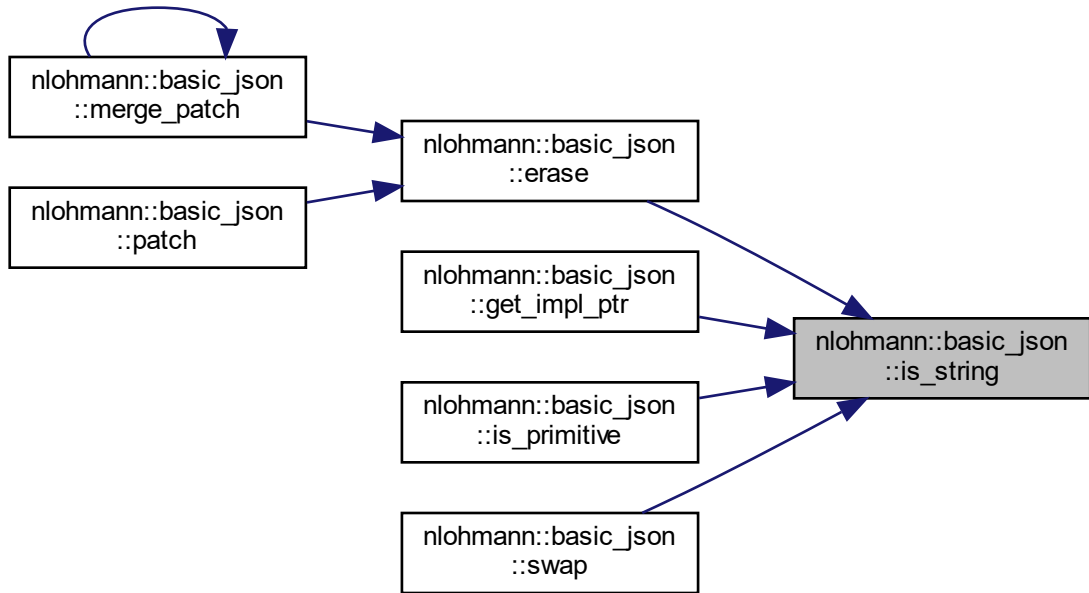 nlohmann::basic_json
::merge_patch
nlohmann::basic_json
::patch
nlohmann::basic_json
::erase
nlohmann::basic_json
::get_impl_ptr
nlohmann::basic_json
::is_primitive
nlohmann::basic_json
::swap
nlohmann::basic_json
::is_string